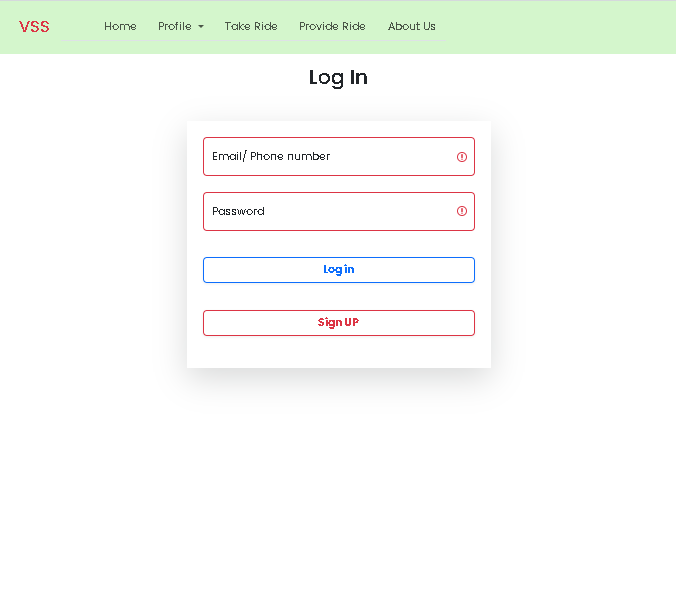 VSS Home Profile Take Ride Provide Ride About Us
Log In
Email/ Phone number
Password
Log in
Sign UP